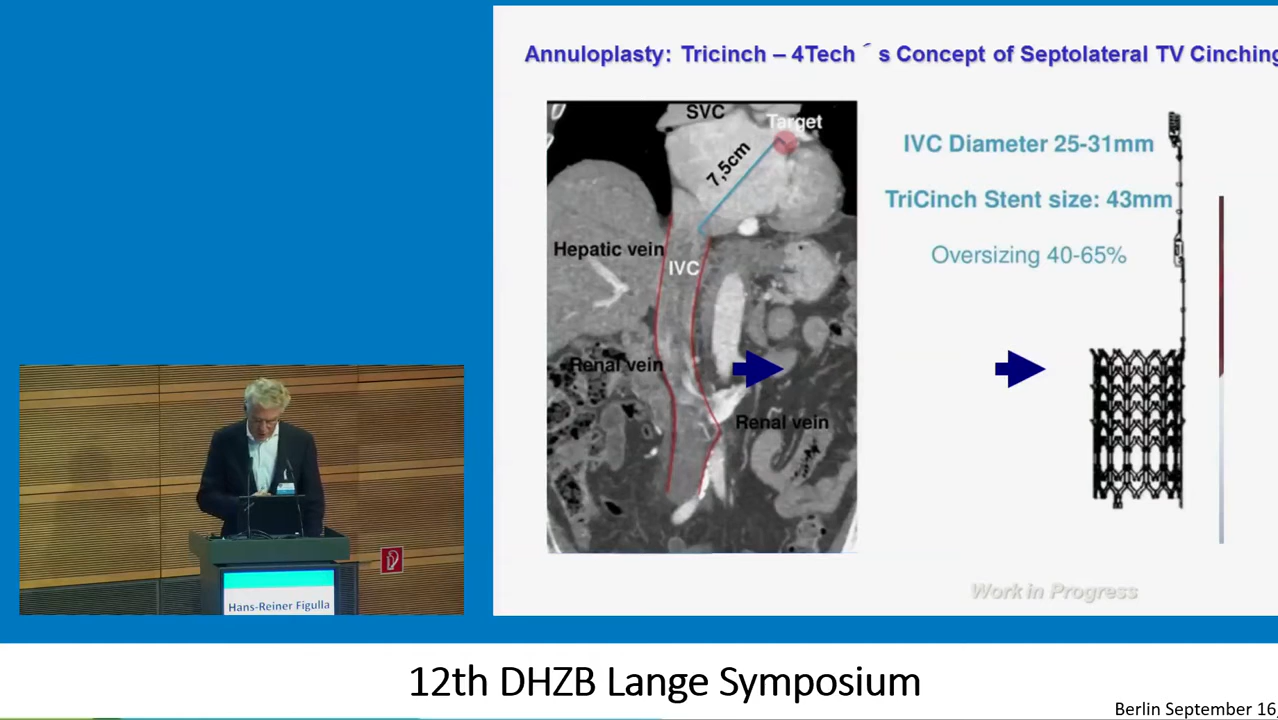 Annuloplasty: Tricinch – 4Tech ´ s Concept of Septolateral TV Cinching
SVC
Target
7,5cm
Hepatic vein
IVC
Renal vein
Renal vein
IVC Diameter 25-31mm
TriCinch Stent size: 43mm
Oversizing 40-65%
Work in Progress
Hans-Reiner Figulla
12th DHZB Lange Symposium
Berlin September 16,